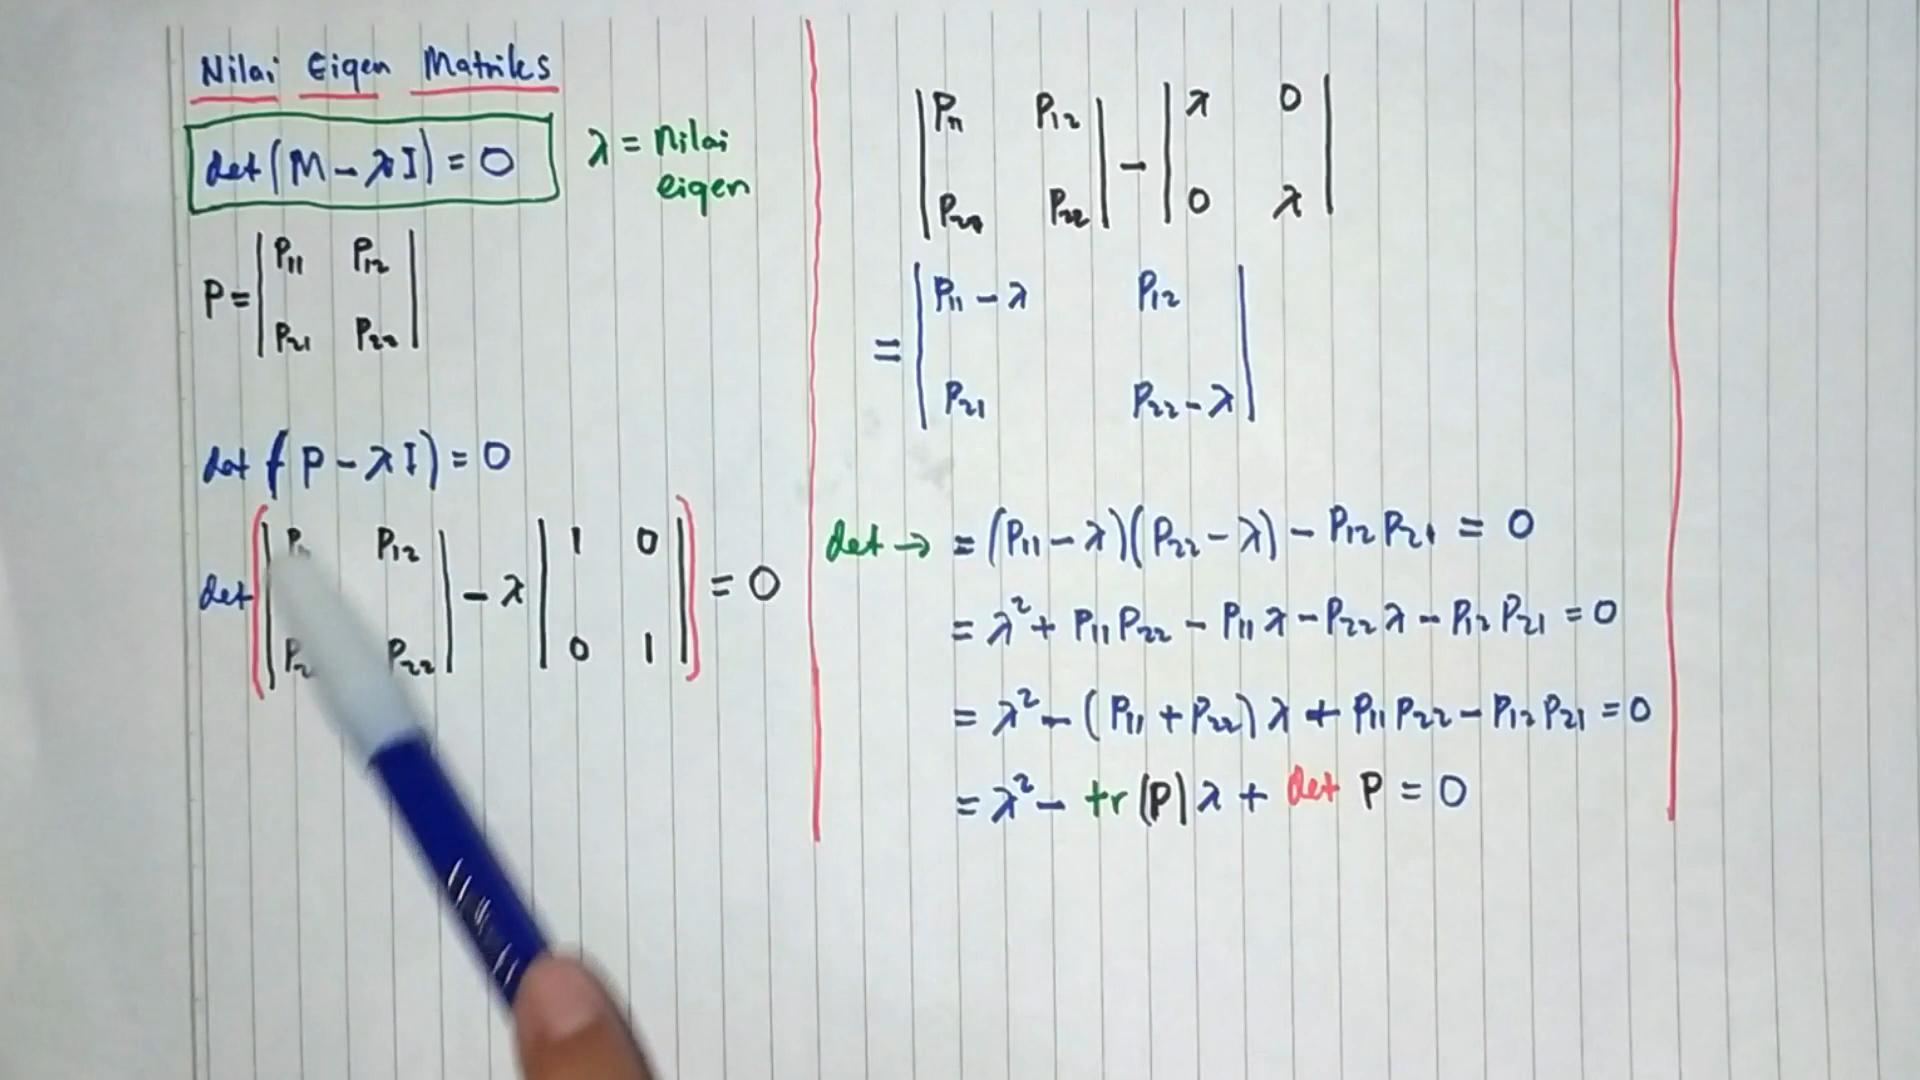 Nilai Eigen Matriks
det(M - λI) = 0
λ = nilai eigen
P = |P₁₁ P₁₂|
|P₂₁ P₂₂|
det (P - λI) = 0
det(| P₁₂| - λ |1 0|) = 0
|P₂ P₂₂| |0 1|
|P₁₁ P₁₂| - |λ 0|
|P₂₁ P₂₂| |0 λ|
= |P₁₁ - λ P₁₂|
|P₂₁ P₂₂ - λ|
det → = (P₁₁ - λ)(P₂₂ - λ) - P₁₂ P₂₁ = 0
= λ² + P₁₁ P₂₂ - P₁₁ λ - P₂₂ λ - P₁₂ P₂₁ = 0
= λ² - (P₁₁ + P₂₂) λ + P₁₁ P₂₂ - P₁₂ P₂₁ = 0
= λ² - tr(P) λ + det P = 0